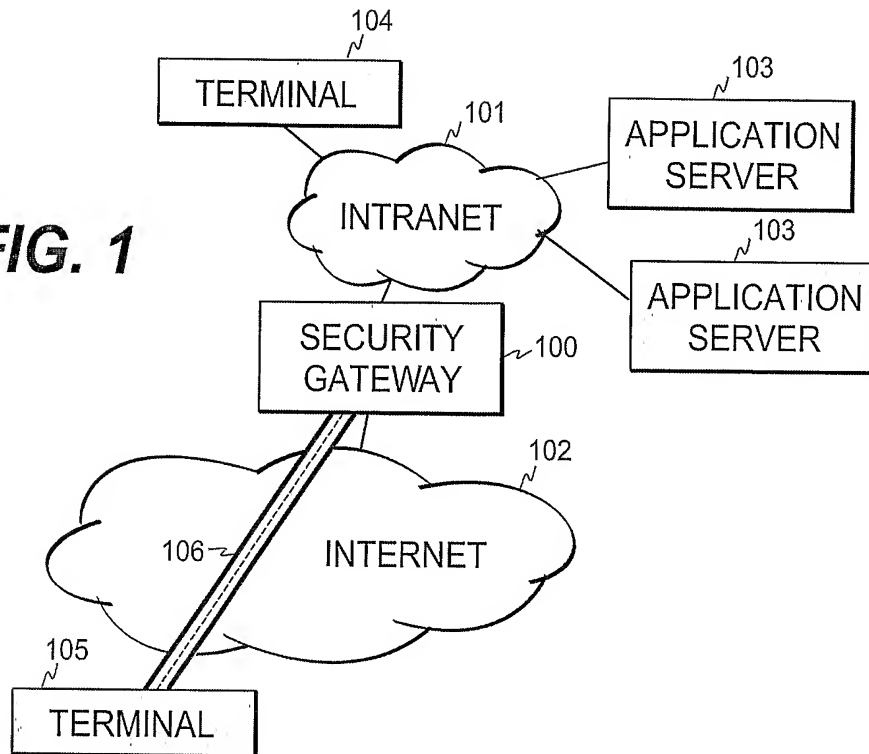 104
TERMINAL
103
101
APPLICATION
SERVER
INTRANET
FIG. 1
103
APPLICATION
SERVER
SECURITY
GATEWAY
100
102
106
INTERNET
105
TERMINAL